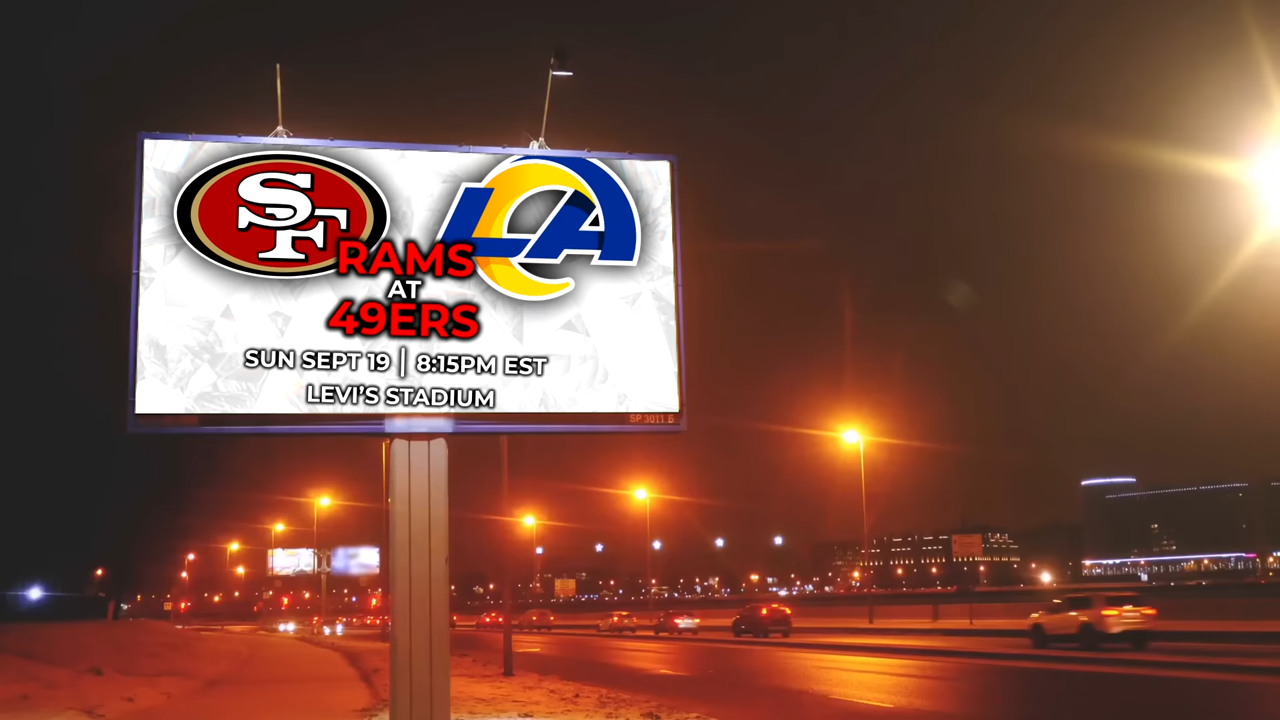 SF
LA
RAMS
AT
49ERS
SUN SEPT 19 | 8:15PM EST
LEVI'S STADIUM
SP 3011 Б